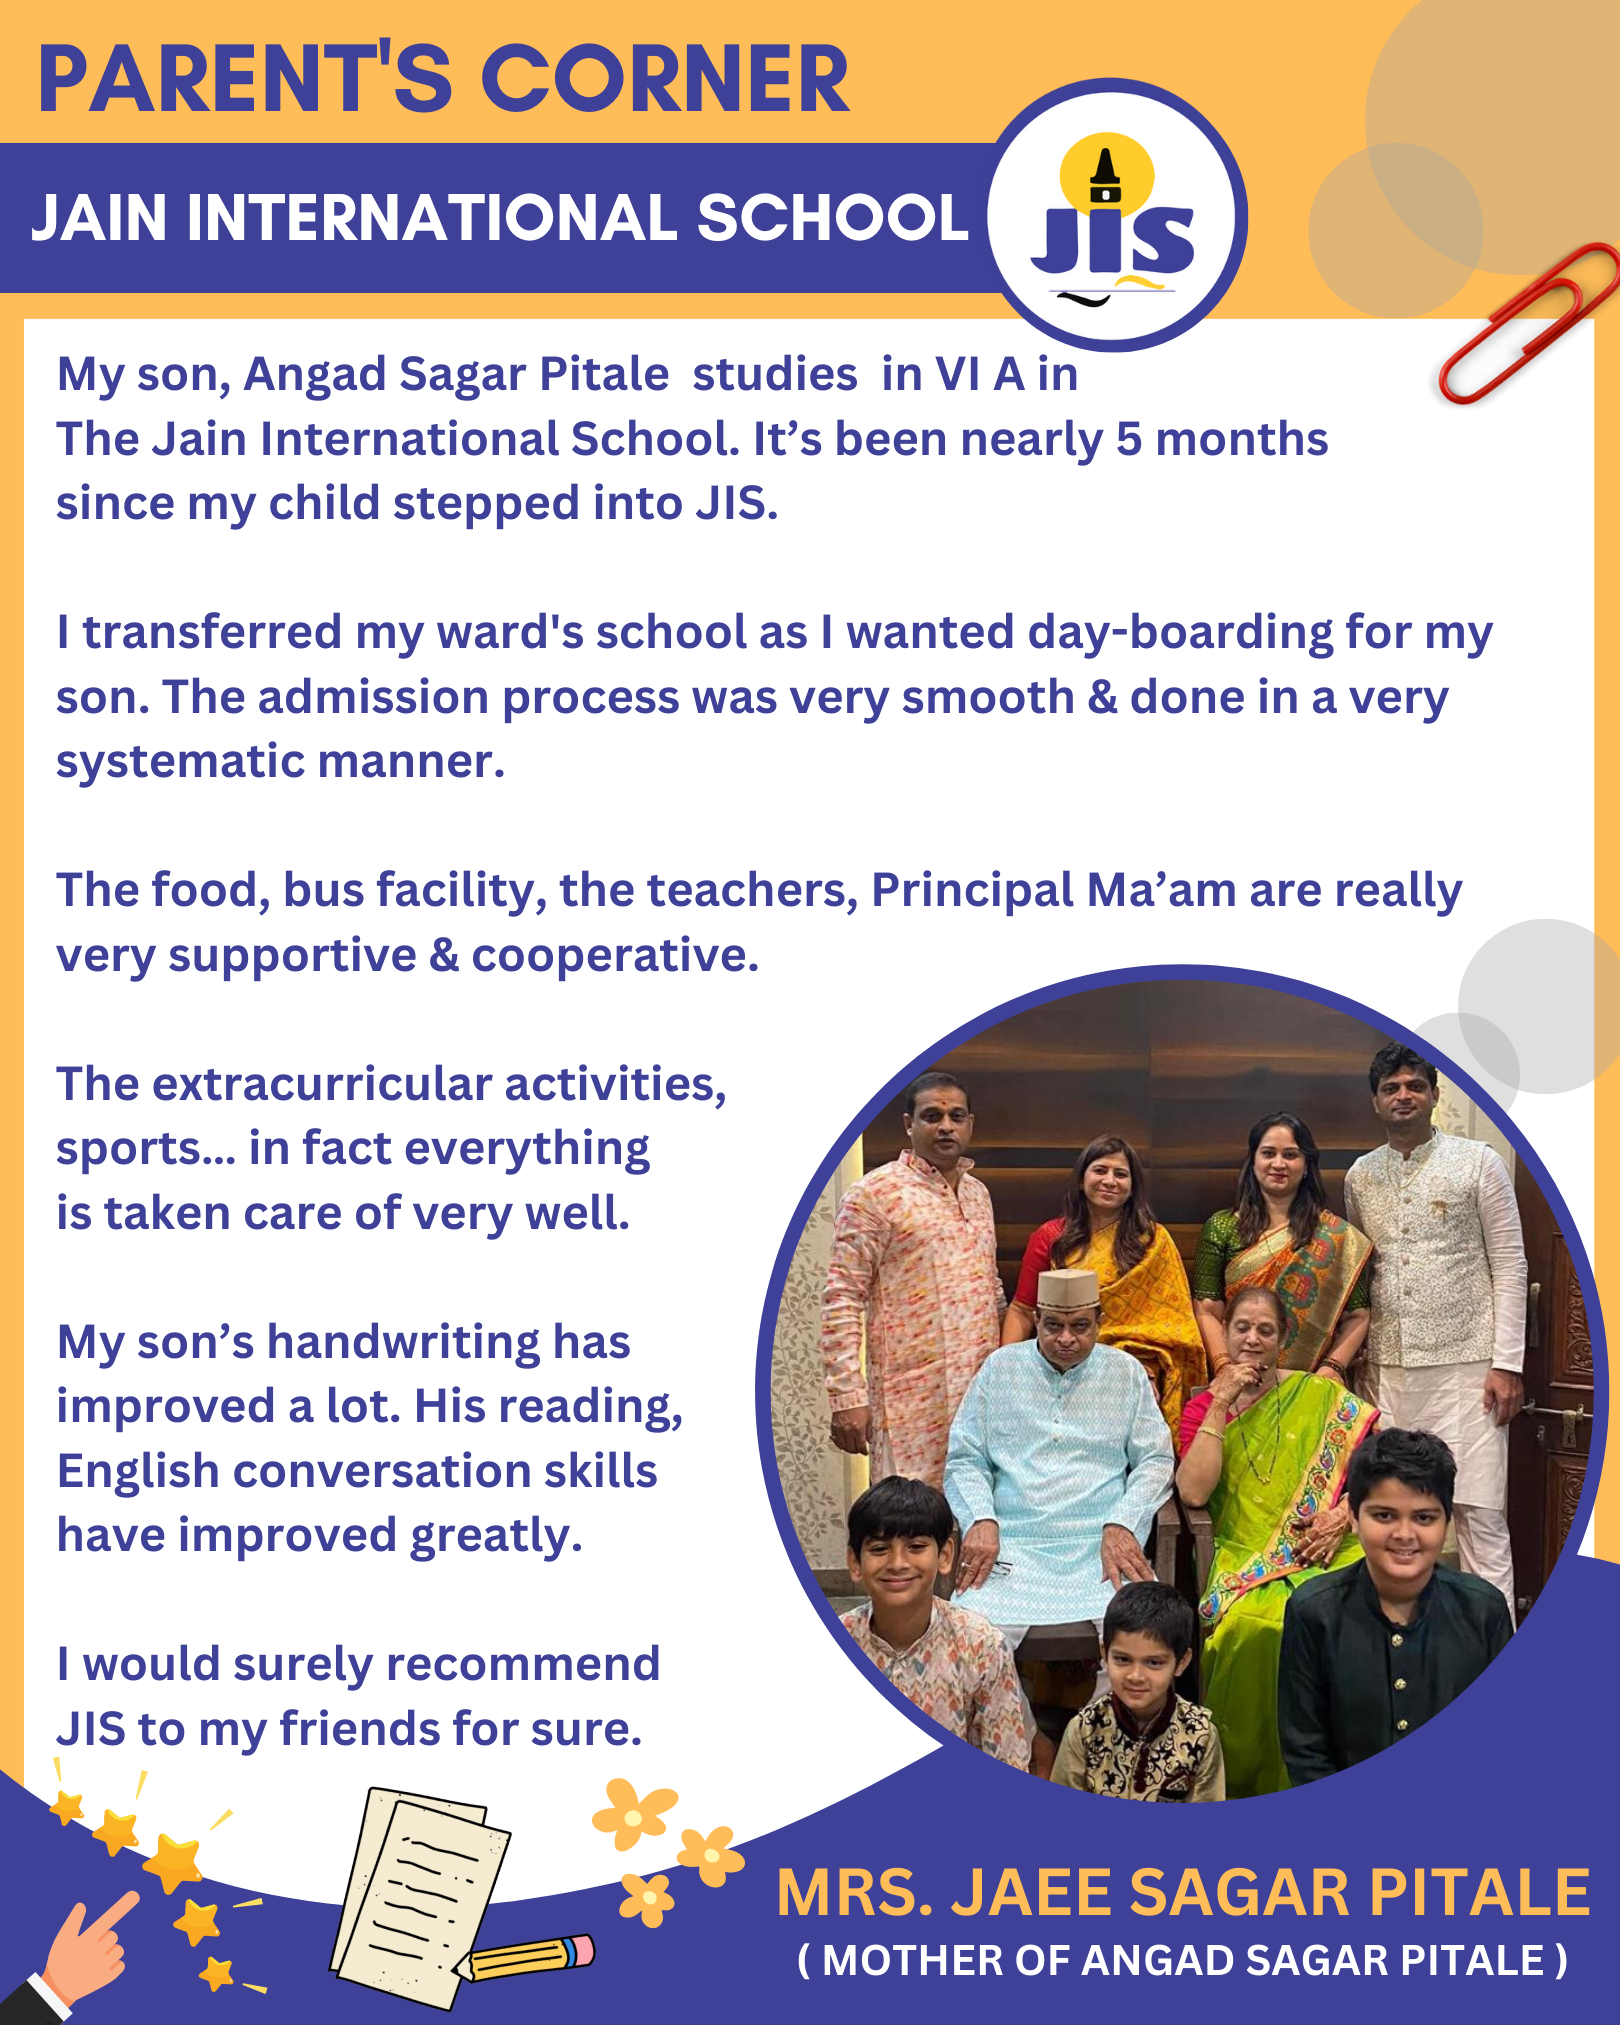 PARENT'S CORNER
JAIN INTERNATIONAL SCHOOL
JIS
My son, Angad Sagar Pitale  studies  in VI A in
The Jain International School. It’s been nearly 5 months
since my child stepped into JIS.
I transferred my ward's school as I wanted day-boarding for my
son. The admission process was very smooth & done in a very
systematic manner.
The food, bus facility, the teachers, Principal Ma’am are really
very supportive & cooperative.
The extracurricular activities,
sports... in fact everything
is taken care of very well.
My son’s handwriting has
improved a lot. His reading,
English conversation skills
have improved greatly.
I would surely recommend
JIS to my friends for sure.
MRS. JAEE SAGAR PITALE
( MOTHER OF ANGAD SAGAR PITALE )